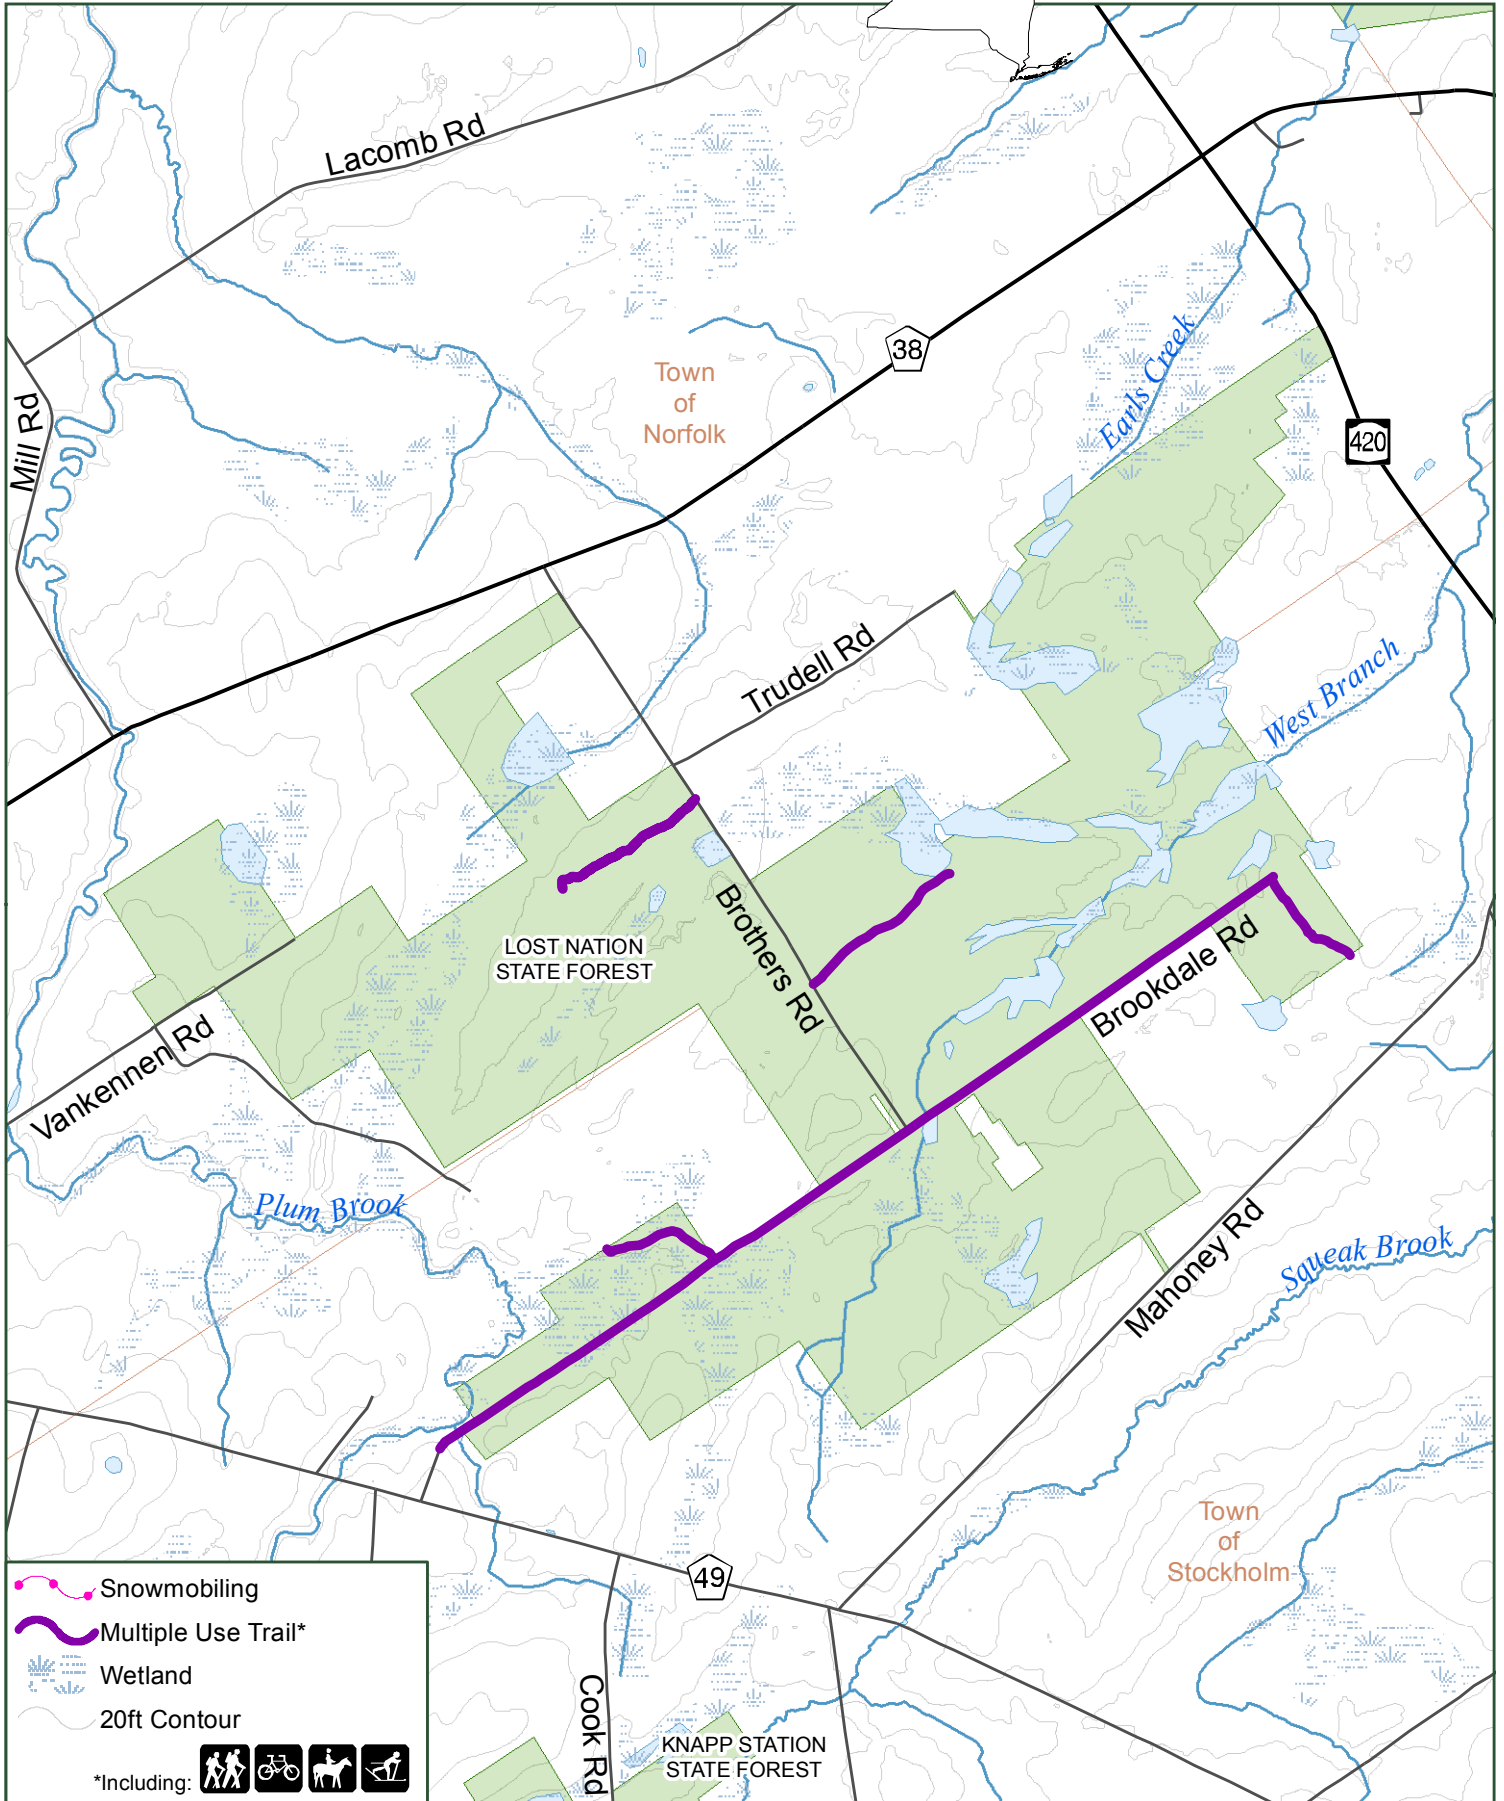 Lacomb Rd
38
Town
of
Norfolk
Mill Rd
Earls Creek
420
Trudell Rd
West Branch
LOST NATION
STATE FOREST
Brothers Rd
Brookdale Rd
Vankennen Rd
Plum Brook
Mahoney Rd
Squeak Brook
Town
of
Stockholm
49
Cook Rd
KNAPP STATION
STATE FOREST
Snowmobiling
Multiple Use Trail*
Wetland
20ft Contour
*Including: